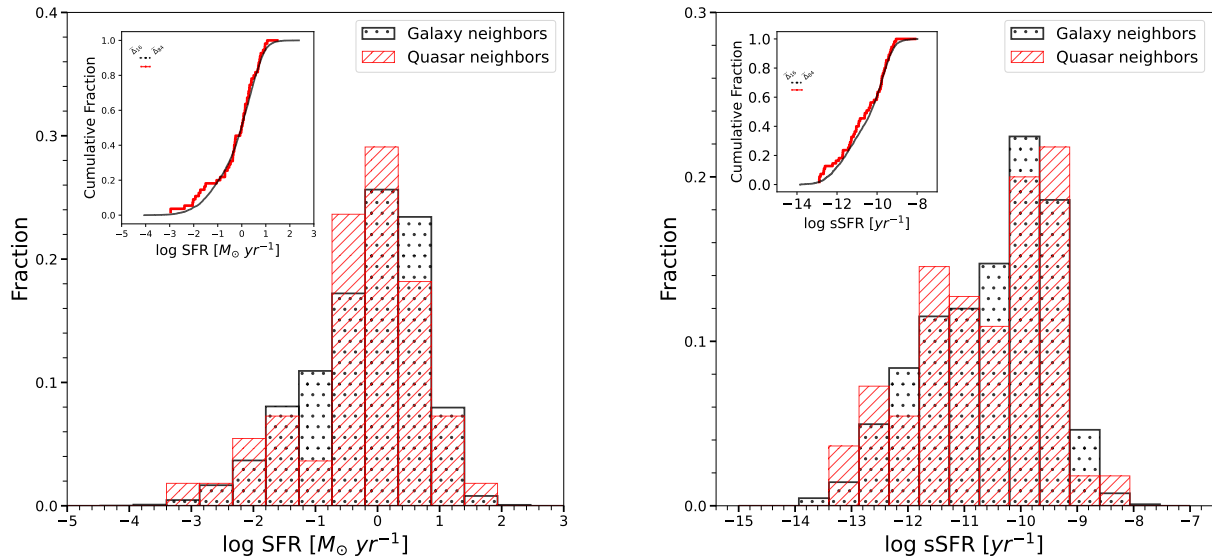 Galaxy neighbors
Quasar neighbors
Δ̃16 Δ̃84
Cumulative Fraction
1.0
0.8
0.6
0.4
0.2
0.0
−5 −4 −3 −2 −1 0 1 2 3
log SFR [M⊙ yr−1]
Fraction
0.4
0.3
0.2
0.1
0.0
−5 −4 −3 −2 −1 0 1 2 3
log SFR [M⊙ yr−1]
Galaxy neighbors
Quasar neighbors
Δ̃16 Δ̃84
Cumulative Fraction
1.0
0.8
0.6
0.4
0.2
0.0
−14 −12 −10 −8
log sSFR [yr−1]
Fraction
0.3
0.2
0.1
0.0
−15 −14 −13 −12 −11 −10 −9 −8 −7
log sSFR [yr−1]